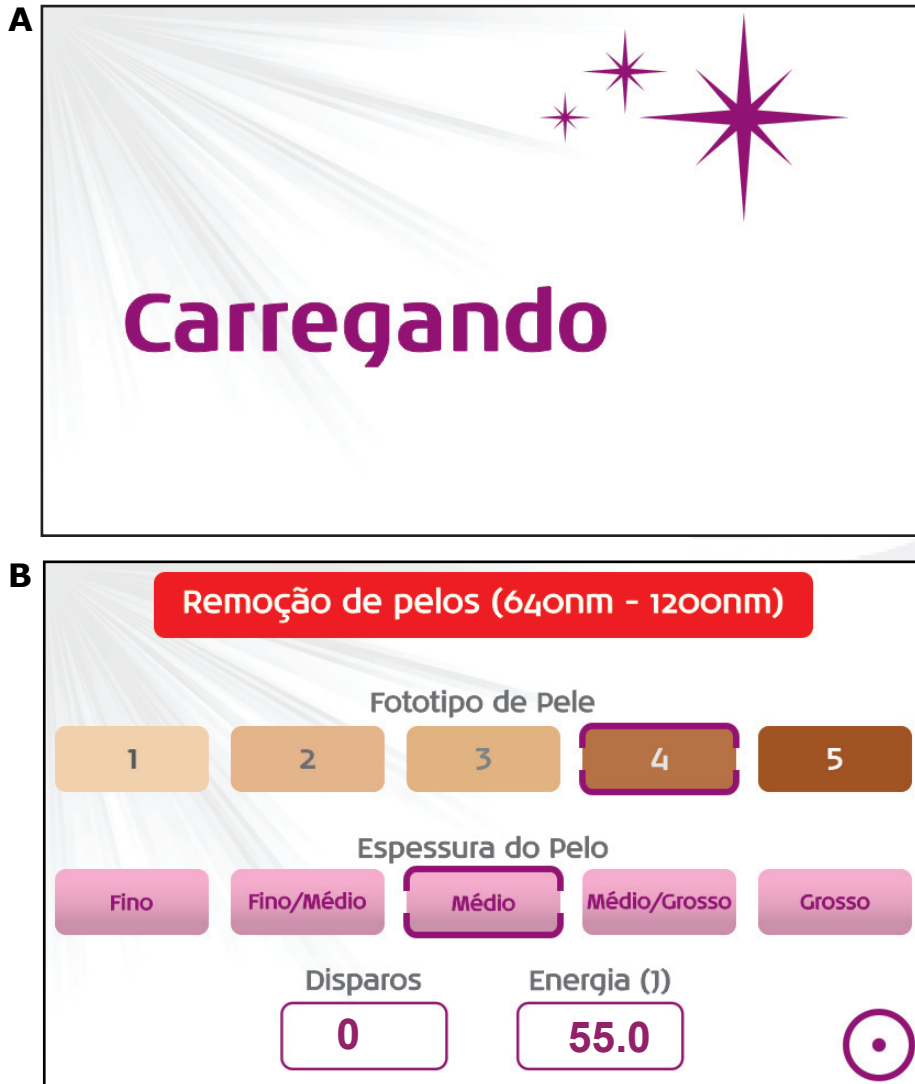 A
Carregando
B
Remoção de pelos (640nm - 1200nm)
Fototipo de Pele
1 2 3 4 5
Espessura do Pelo
Fino Fino/Médio Médio Médio/Grosso Grosso
Disparos Energia (J)
0 55.0